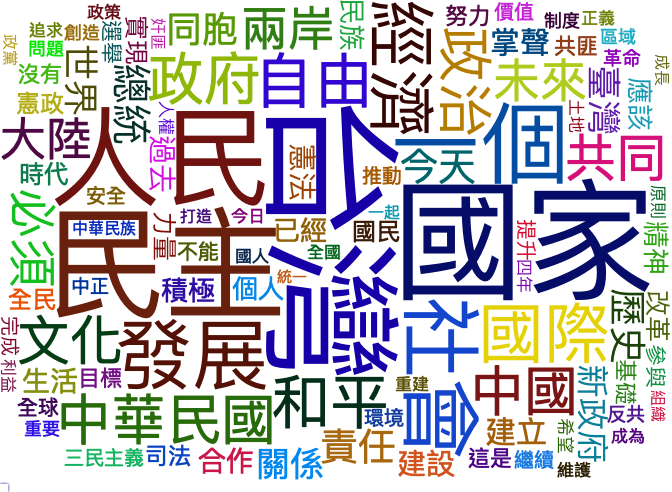 政策
選舉
實現
奸匪
同胞
兩岸
民族
經濟
努力
價值
制度
正義
追求
創造
政黨
問題
掌聲
共匪
區域
沒有
世界
總統
政府
自由
政治
未來
革命
成長
憲政
臺灣
應該
大陸
人民
人權
過去
台灣
憲法
一個
今天
土地
共同
時代
推動
安全
打造
今日
一起
原則
必須
民主
中華民族
力量
不能
已經
國民
國家
提升
四年
精神
國人
全國
中正
積極
個人
統一
全民
完成
利益
文化
發展
社會
國際
歷史
改革
參與
和平
中國
新政府
基礎
生活
目標
重建
組織
全球
重要
中華民國
環境
反共
成為
希望
責任
建立
三民主義
司法
合作
關係
建設
這是
繼續
維護